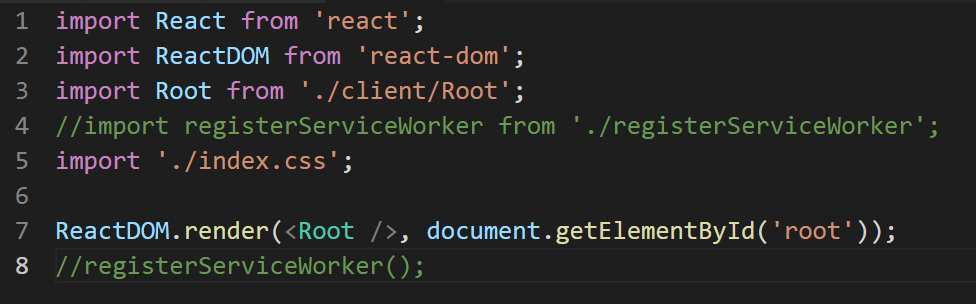 1 import React from 'react';
2 import ReactDOM from 'react-dom';
3 import Root from './client/Root';
4 //import registerServiceWorker from './registerServiceWorker';
5 import './index.css';
6
7 ReactDOM.render(<Root />, document.getElementById('root'));
8 //registerServiceWorker();